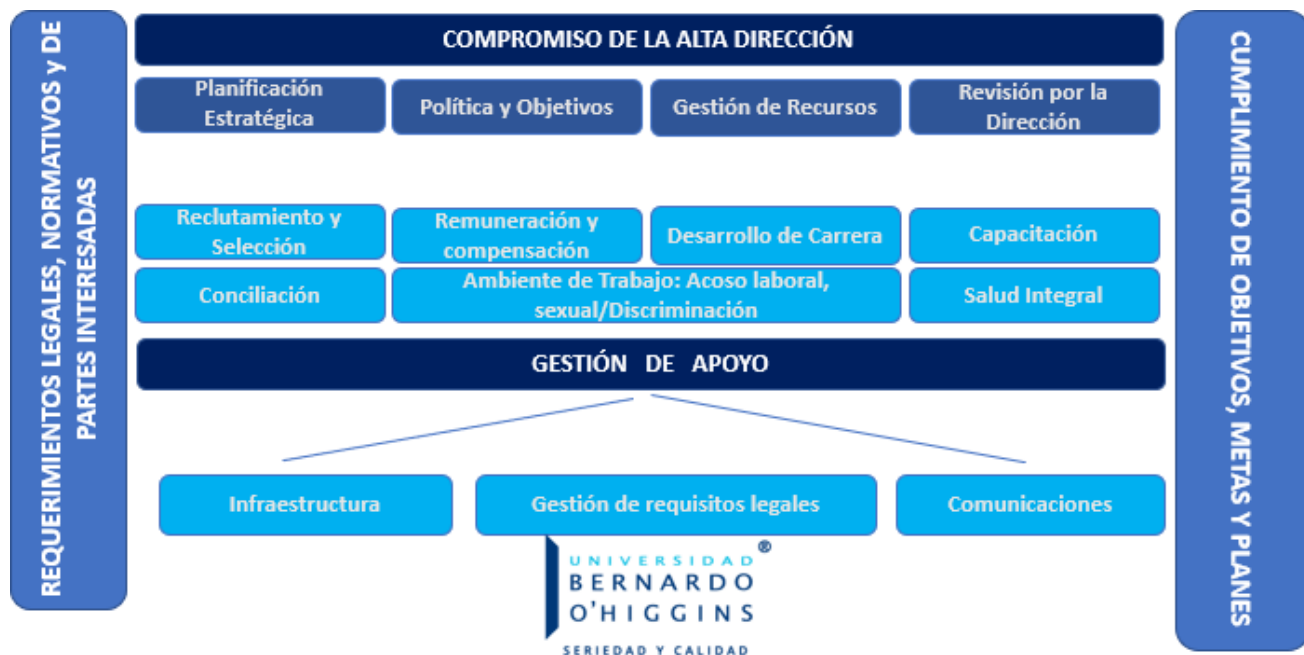 REQUERIMIENTOS LEGALES, NORMATIVOS y DE
PARTES INTERESADAS
COMPROMISO DE LA ALTA DIRECCIÓN
Planificación
Estratégica
Política y Objetivos
Gestión de Recursos
Revisión por la
Dirección
Reclutamiento y
Selección
Remuneración y
compensación
Desarrollo de Carrera
Capacitación
Conciliación
Ambiente de Trabajo: Acoso laboral,
sexual/Discriminación
Salud Integral
GESTIÓN DE APOYO
Infraestructura
Gestión de requisitos legales
Comunicaciones
UNIVERSIDAD®
BERNARDO
O'HIGGINS
SERIEDAD Y CALIDAD
CUMPLIMIENTO DE OBJETIVOS, METAS Y PLANES